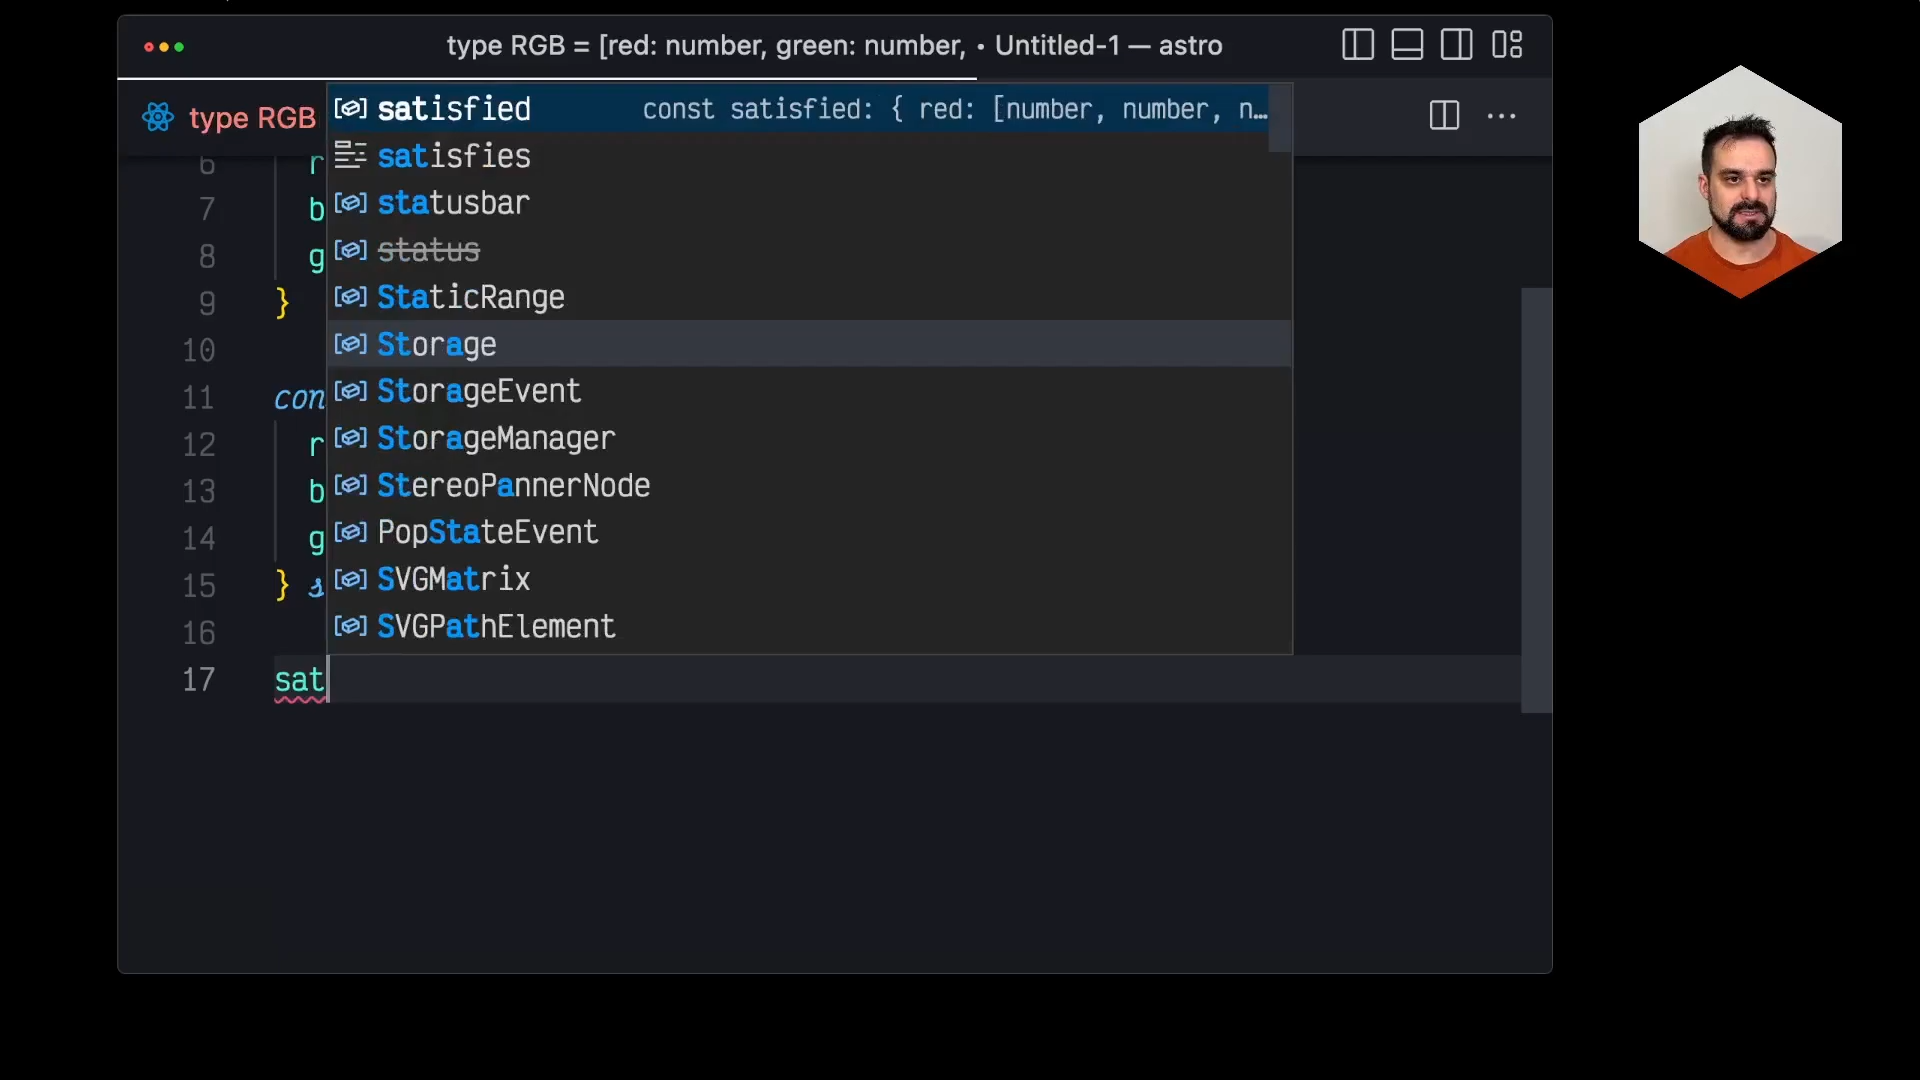 type RGB = [red: number, green: number, • Untitled-1 — astro
type RGB
satisfied const satisfied: { red: [number, number, n…
6 r
satisfies
7 b
statusbar
8 g
status
9 }
StaticRange
10
Storage
11 con
StorageEvent
12 r
StorageManager
13 b
StereoPannerNode
14 g
PopStateEvent
15 } s
SVGMatrix
16
SVGPathElement
17 sat